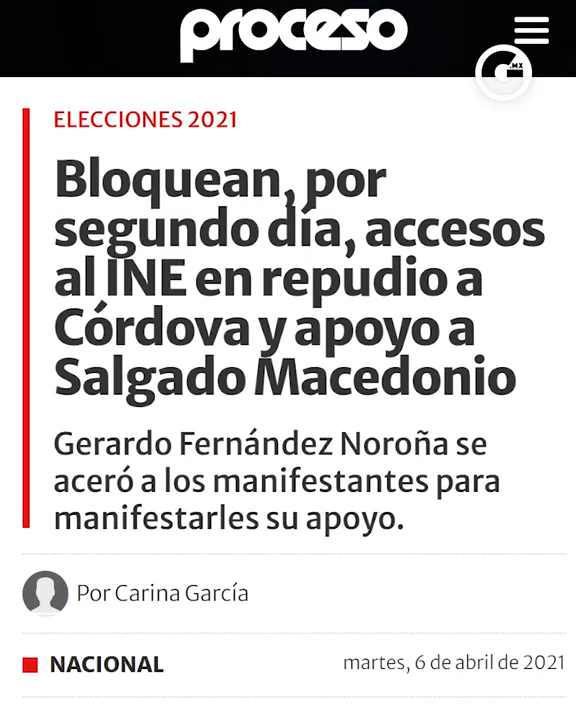 proceso
G.MX
ELECCIONES 2021
Bloquean, por
segundo día, accesos
al INE en repudio a
Córdova y apoyo a
Salgado Macedonio
Gerardo Fernández Noroña se
aceró a los manifestantes para
manifestarles su apoyo.
Por Carina García
NACIONAL
martes, 6 de abril de 2021